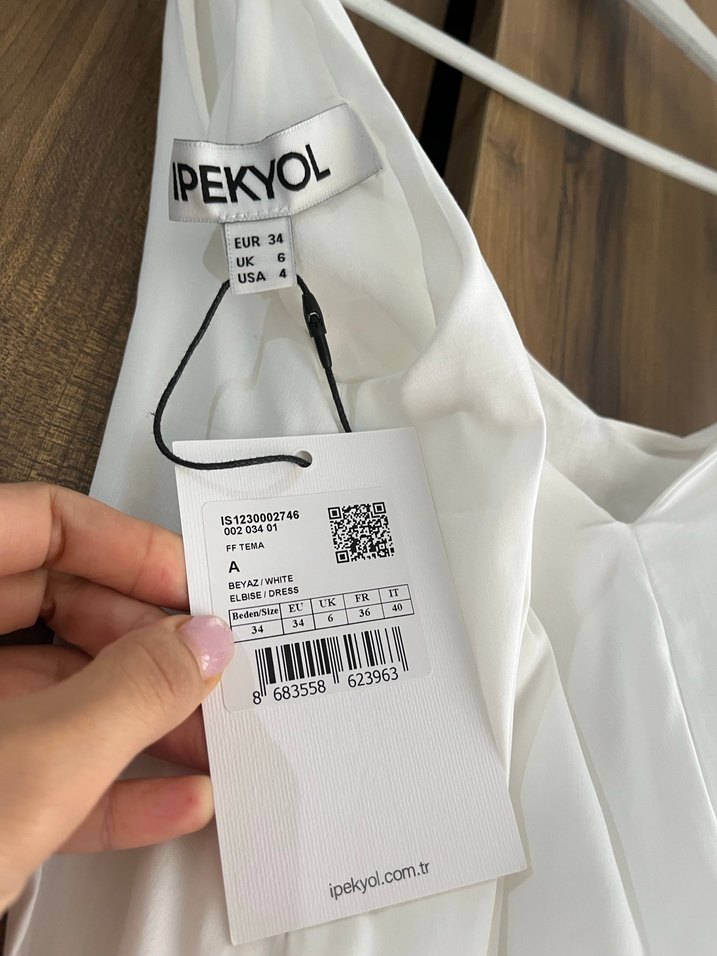 IPEKYOL
EUR 34
UK 6
USA 4
IS1230002746
002 034 01
FF TEMA
A
BEYAZ / WHITE
ELBISE / DRESS
Beden/Size EU UK FR IT
34 34 6 36 40
8 683558 623963
ipekyol.com.tr